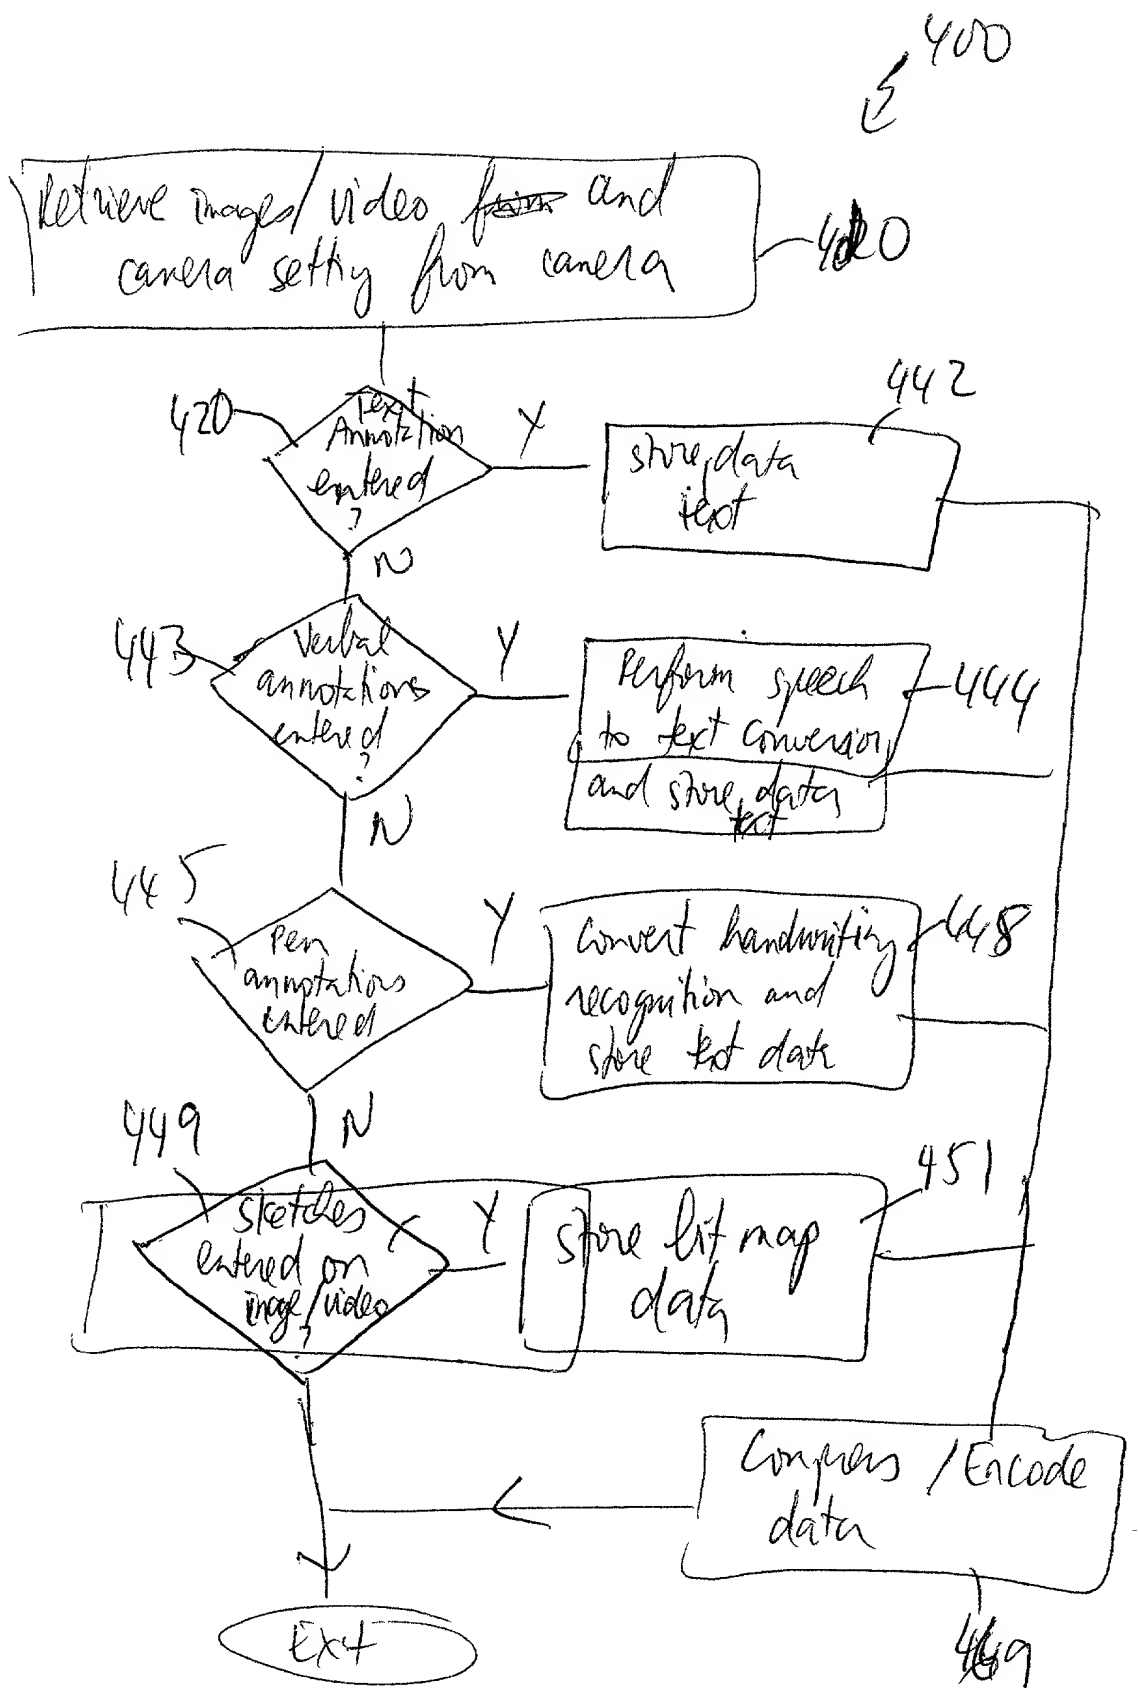 400
Retrieve images/video and
camera setting from camera
420
Text
Annotation
entered
?
Y
442
store data
text
N
443
Verbal
annotations
entered
?
Y
Perform speech
to text conversion
and store data
text
444
N
445
Pen
annotations
entered
Y
Convert handwriting
recognition and
store text data
448
N
449
Sketches
entered on
image/video
?
Y
store bit map
data
451
Compress / Encode
data
Exit